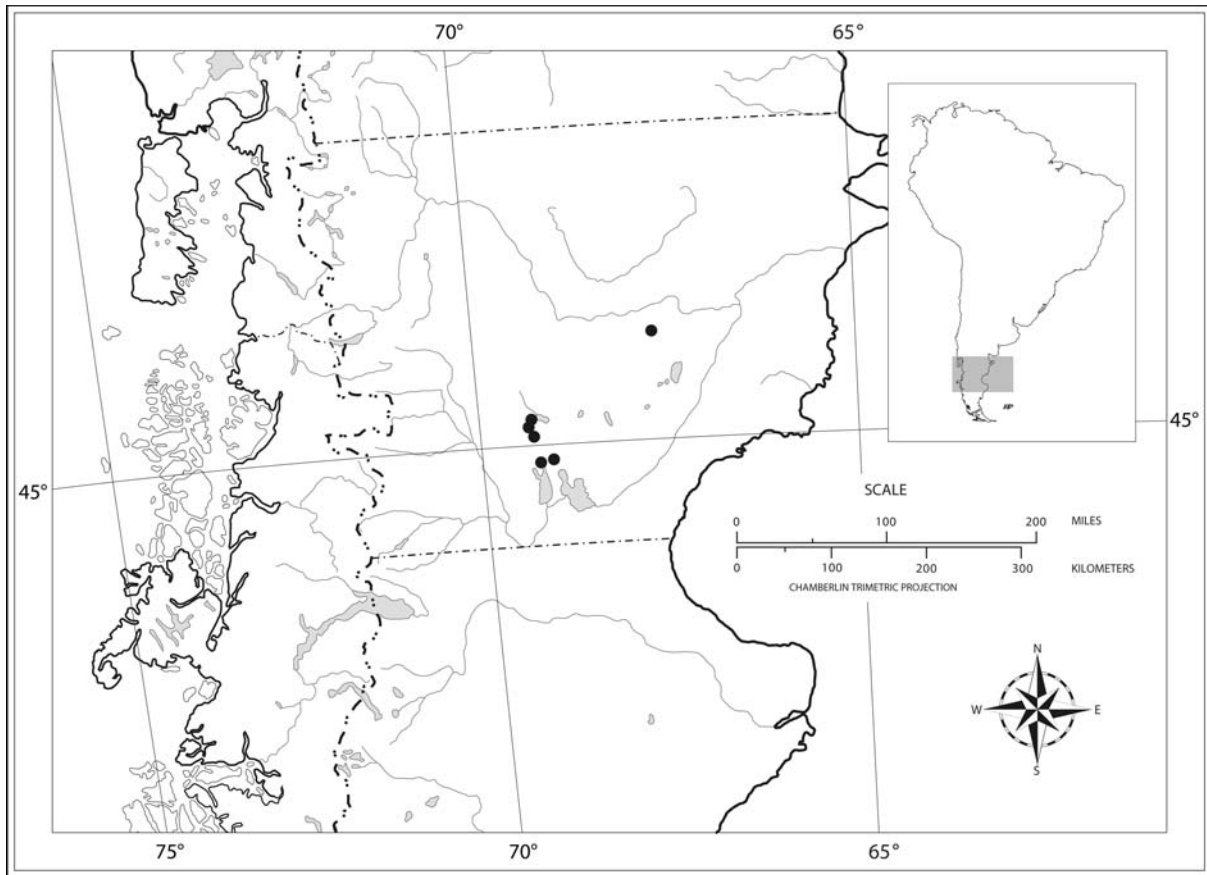 70°
65°
45°
45°
SCALE
0 100 200 MILES
0 100 200 300 KILOMETERS
CHAMBERLIN TRIMETRIC PROJECTION
N
W E
S
75°
70°
65°